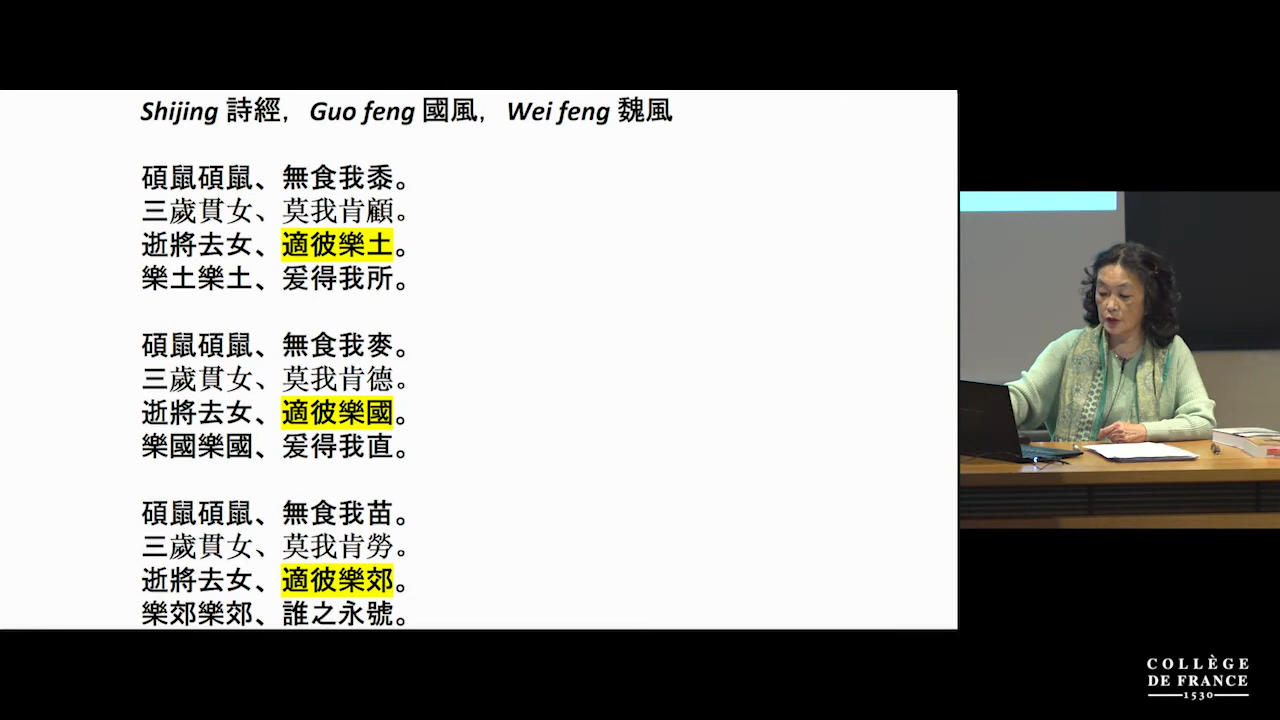 Shijing 詩經, Guo feng 國風, Wei feng 魏風
碩鼠碩鼠、無食我黍。
三歲貫女、莫我肯顧。
逝將去女、適彼樂土。
樂土樂土、爰得我所。
碩鼠碩鼠、無食我麥。
三歲貫女、莫我肯德。
逝將去女、適彼樂國。
樂國樂國、爰得我直。
碩鼠碩鼠、無食我苗。
三歲貫女、莫我肯勞。
逝將去女、適彼樂郊。
樂郊樂郊、誰之永號。
COLLÈGE
DE FRANCE
1530